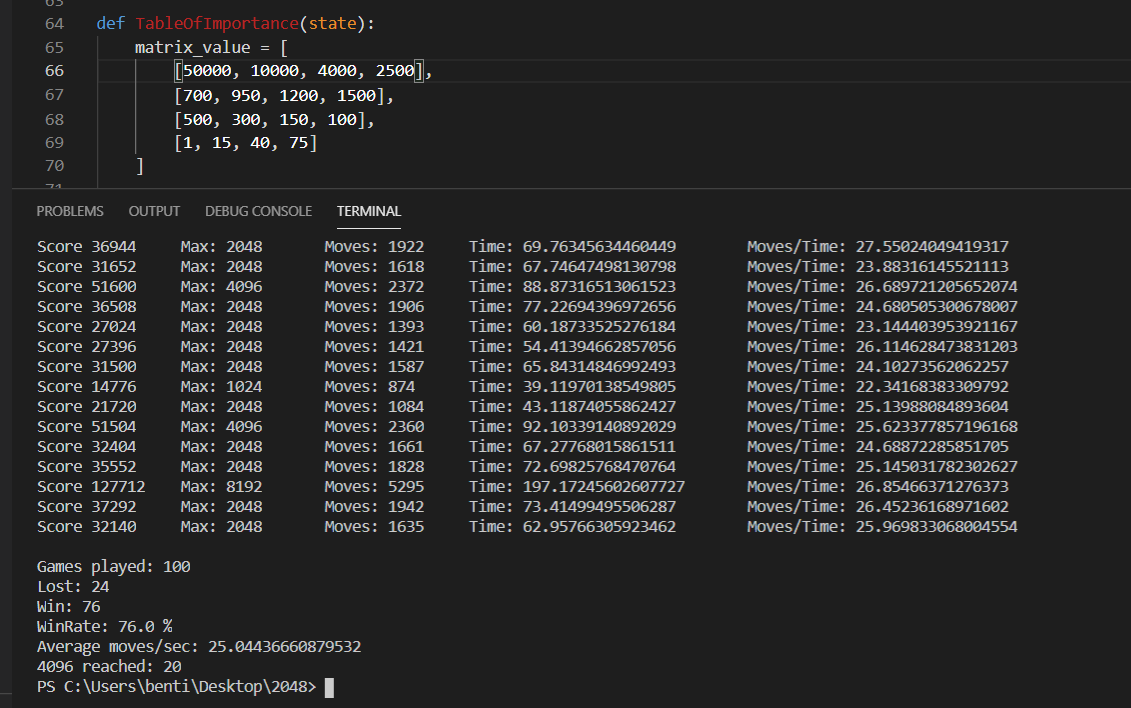 63
64 def TableOfImportance(state):
65 matrix_value = [
66 [50000, 10000, 4000, 2500],
67 [700, 950, 1200, 1500],
68 [500, 300, 150, 100],
69 [1, 15, 40, 75]
70 ]
71
PROBLEMS OUTPUT DEBUG CONSOLE TERMINAL
Score 36944 Max: 2048 Moves: 1922 Time: 69.76345634460449 Moves/Time: 27.55024049419317
Score 31652 Max: 2048 Moves: 1618 Time: 67.74647498130798 Moves/Time: 23.88316145521113
Score 51600 Max: 4096 Moves: 2372 Time: 88.87316513061523 Moves/Time: 26.689721205652074
Score 36508 Max: 2048 Moves: 1906 Time: 77.22694396972656 Moves/Time: 24.680505300678007
Score 27024 Max: 2048 Moves: 1393 Time: 60.18733525276184 Moves/Time: 23.144403953921167
Score 27396 Max: 2048 Moves: 1421 Time: 54.41394662857056 Moves/Time: 26.114628473831203
Score 31500 Max: 2048 Moves: 1587 Time: 65.84314846992493 Moves/Time: 24.10273562062257
Score 14776 Max: 1024 Moves: 874 Time: 39.11970138549805 Moves/Time: 22.34168383309792
Score 21720 Max: 2048 Moves: 1084 Time: 43.11874055862427 Moves/Time: 25.13988084893604
Score 51504 Max: 4096 Moves: 2360 Time: 92.10339140892029 Moves/Time: 25.623377857196168
Score 32404 Max: 2048 Moves: 1661 Time: 67.27768015861511 Moves/Time: 24.68872285851705
Score 35552 Max: 2048 Moves: 1828 Time: 72.69825768470764 Moves/Time: 25.145031782302627
Score 127712 Max: 8192 Moves: 5295 Time: 197.17245602607727 Moves/Time: 26.85466371276373
Score 37292 Max: 2048 Moves: 1942 Time: 73.41499495506287 Moves/Time: 26.45236168971602
Score 32140 Max: 2048 Moves: 1635 Time: 62.95766305923462 Moves/Time: 25.969833068004554
Games played: 100
Lost: 24
Win: 76
WinRate: 76.0 %
Average moves/sec: 25.04436660879532
4096 reached: 20
PS C:\Users\benti\Desktop\2048>